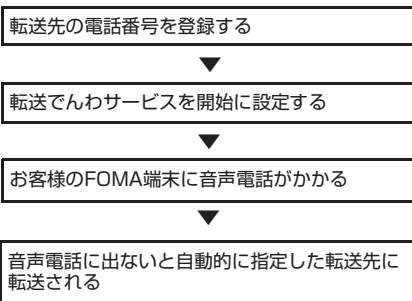 転送先の電話番号を登録する
▼
転送でんわサービスを開始に設定する
▼
お客様のFOMA端末に音声電話がかかる
▼
音声電話に出ないと自動的に指定した転送先に
転送される